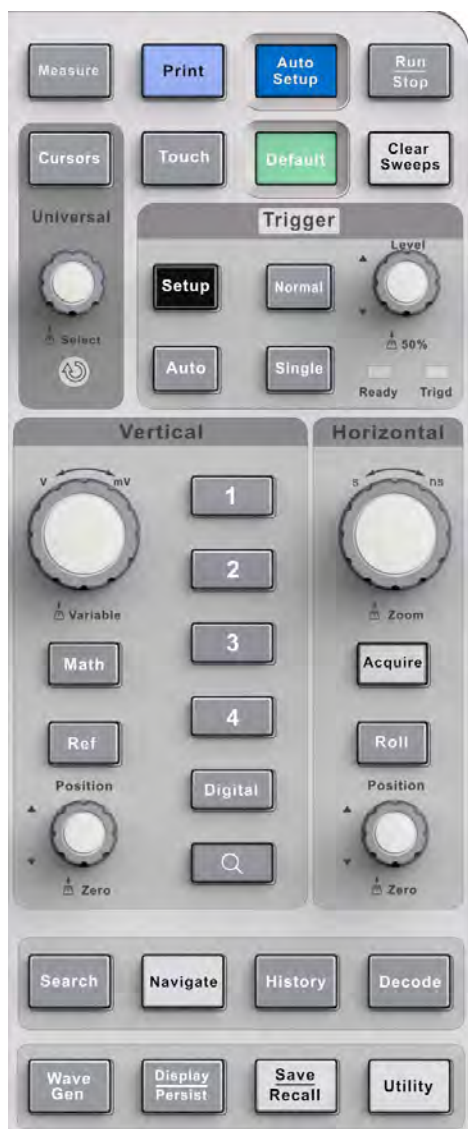 Measure
Print
Auto
Setup
Run
Stop
Cursors
Touch
Default
Clear
Sweeps
Universal
Select
Trigger
Setup
Normal
Level
50%
Auto
Single
Ready
Trigd
Vertical
V
mV
Variable
1
2
Math
3
Ref
4
Position
Digital
Zero
Horizontal
s
ns
Zoom
Acquire
Roll
Position
Zero
Search
Navigate
History
Decode
Wave
Gen
Display
Persist
Save
Recall
Utility